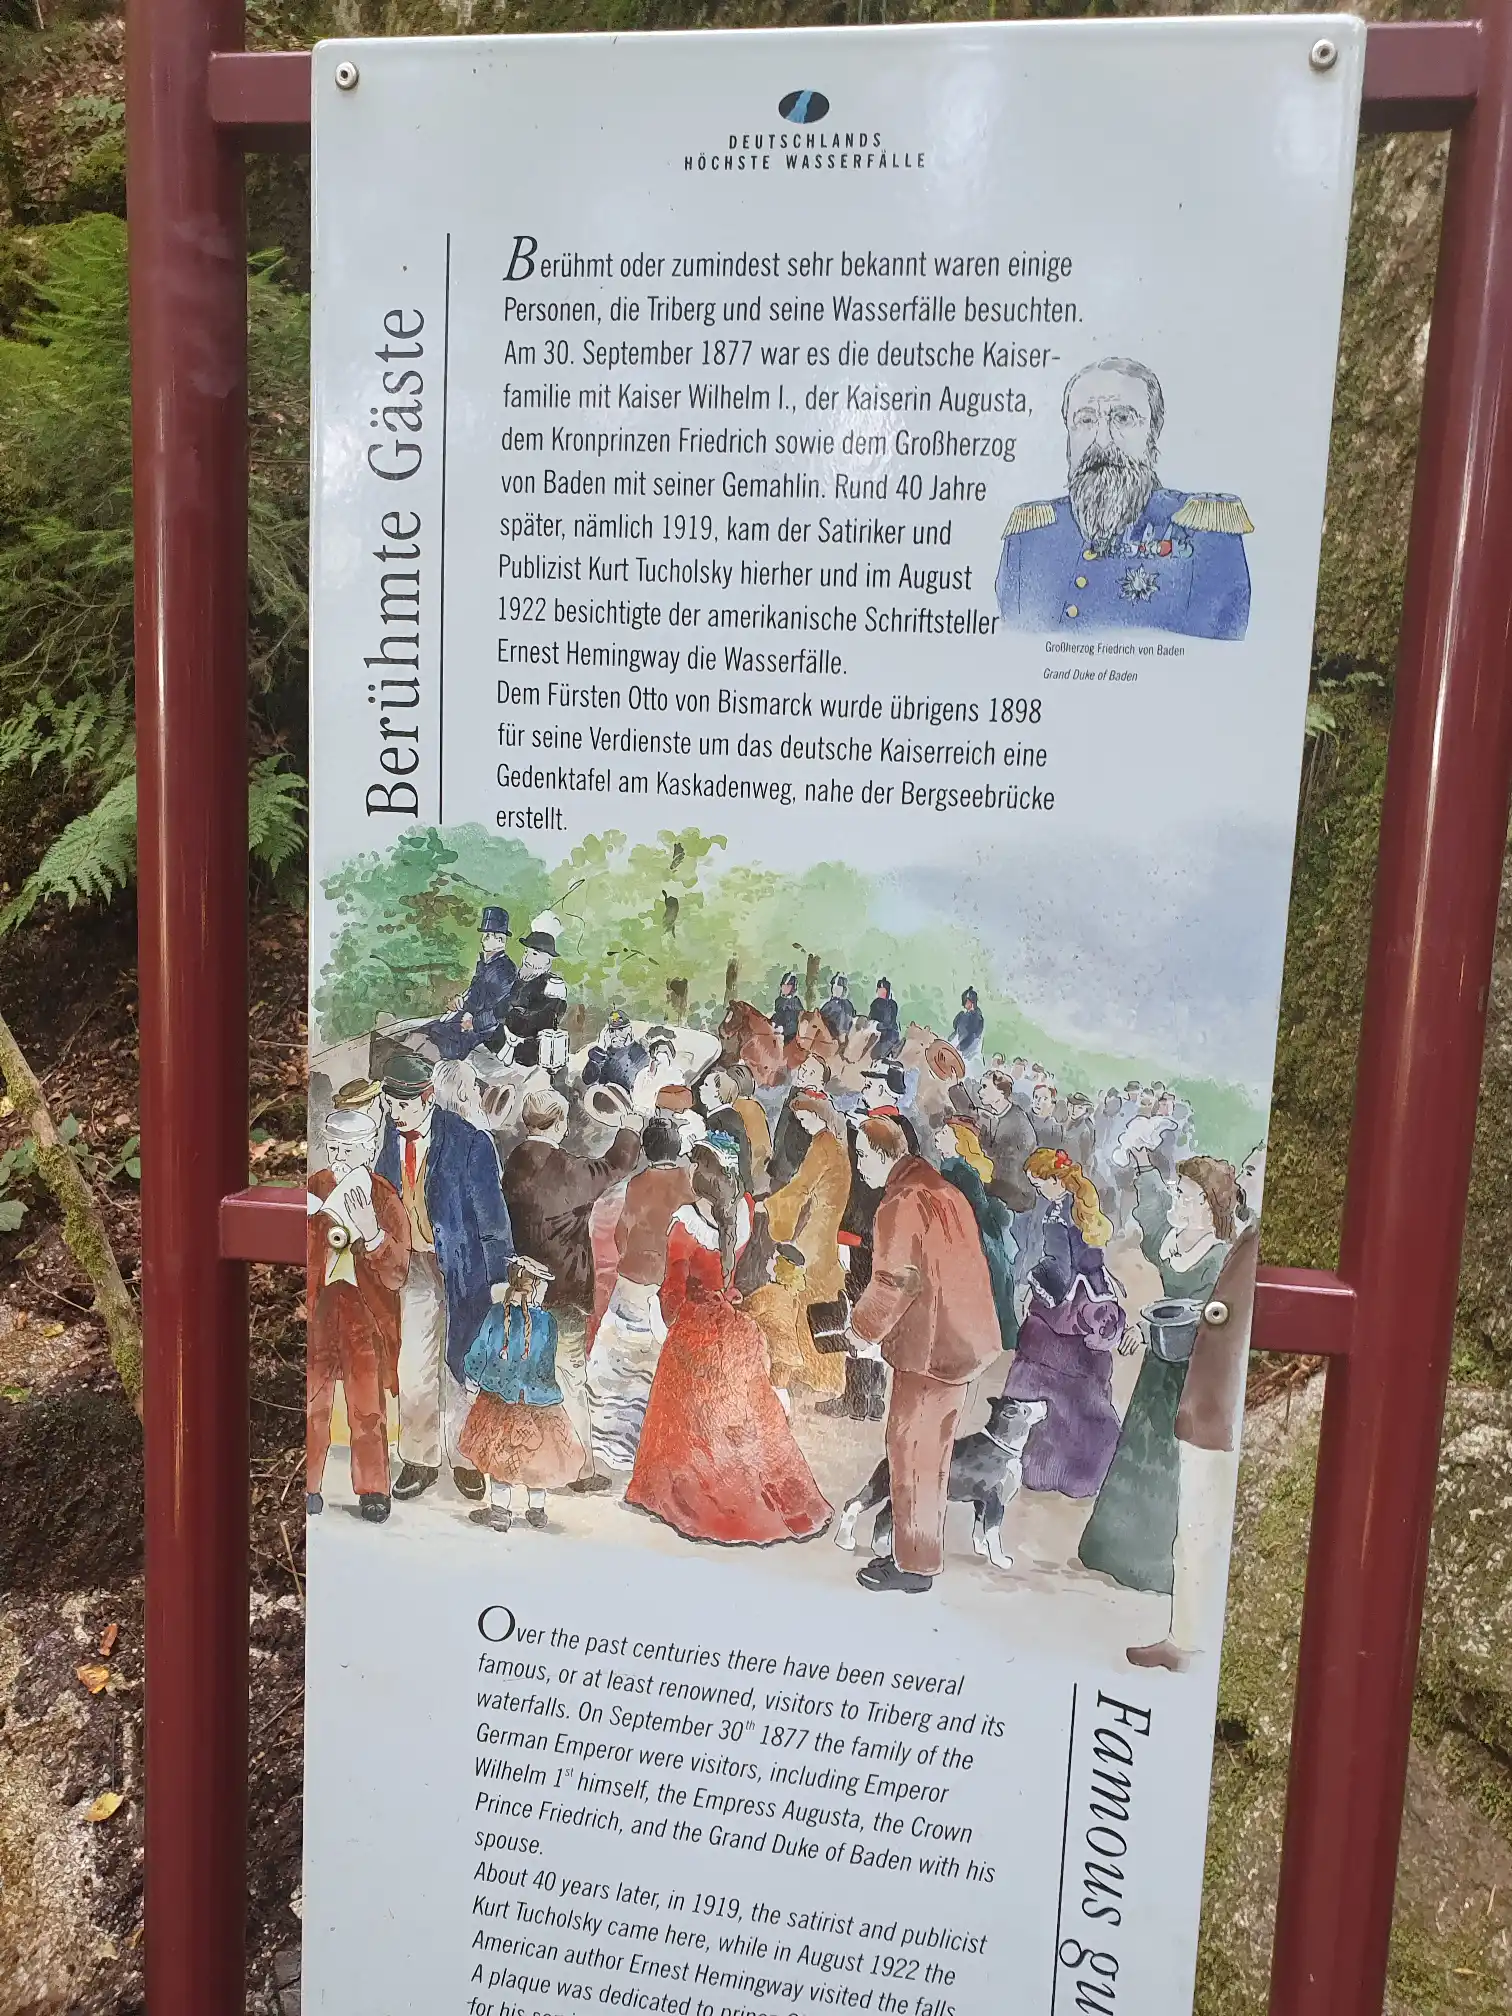 DEUTSCHLANDS
HÖCHSTE WASSERFÄLLE
Berühmte Gäste
Berühmt oder zumindest sehr bekannt waren einige
Personen, die Triberg und seine Wasserfälle besuchten.
Am 30. September 1877 war es die deutsche Kaiser-
familie mit Kaiser Wilhelm I., der Kaiserin Augusta,
dem Kronprinzen Friedrich sowie dem Großherzog
von Baden mit seiner Gemahlin. Rund 40 Jahre
später, nämlich 1919, kam der Satiriker und
Publizist Kurt Tucholsky hierher und im August
1922 besichtigte der amerikanische Schriftsteller
Ernest Hemingway die Wasserfälle.
Dem Fürsten Otto von Bismarck wurde übrigens 1898
für seine Verdienste um das deutsche Kaiserreich eine
Gedenktafel am Kaskadenweg, nahe der Bergseebrücke
erstellt.
Großherzog Friedrich von Baden
Grand Duke of Baden
Over the past centuries there have been several
famous, or at least renowned, visitors to Triberg and its
waterfalls. On September 30th 1877 the family of the
German Emperor were visitors, including Emperor
Wilhelm 1st himself, the Empress Augusta, the Crown
Prince Friedrich, and the Grand Duke of Baden with his
spouse.
About 40 years later, in 1919, the satirist and publicist
Kurt Tucholsky came here, while in August 1922 the
American author Ernest Hemingway visited the falls.
A plaque was dedicated to
for his
Famous gu